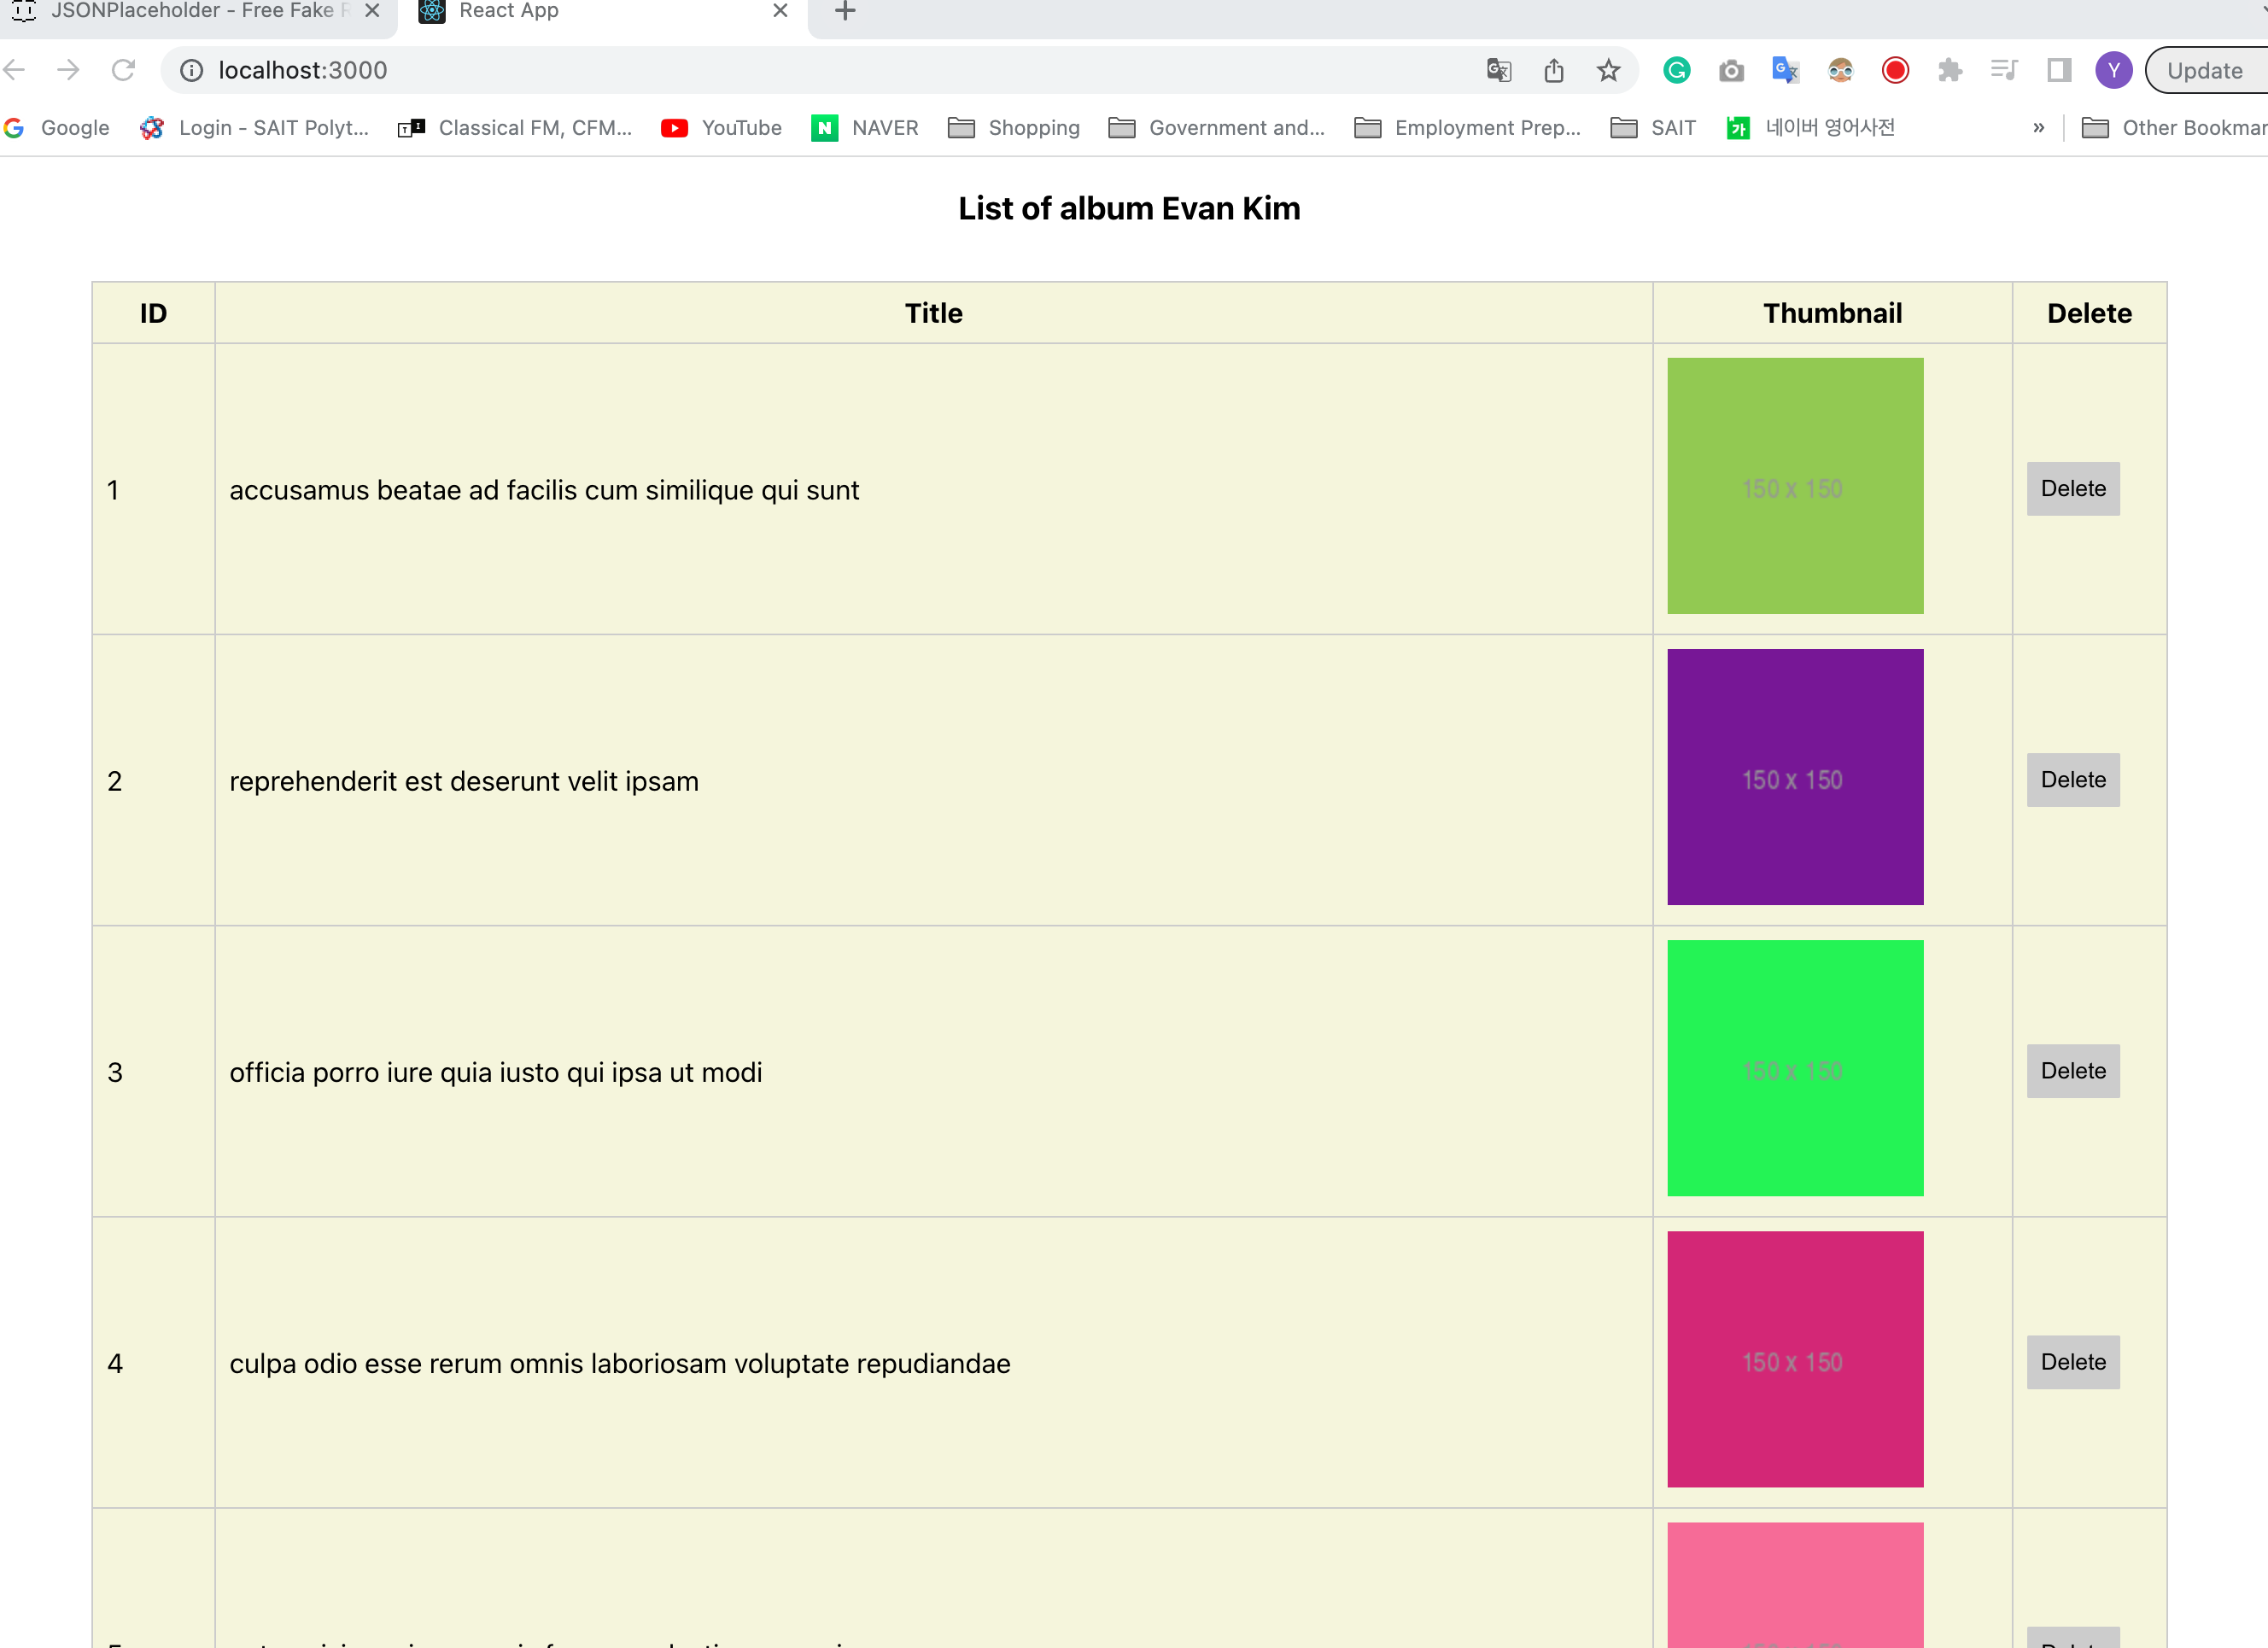 JSONPlaceholder - Free Fake
React App
localhost:3000
Y
Update
Google
Login - SAIT Polyt...
Classical FM, CFM...
YouTube
N NAVER
Shopping
Government and...
Employment Prep...
SAIT
네이버 영어사전
»
Other Bookmar
List of album Evan Kim
ID Title Thumbnail Delete
1 accusamus beatae ad facilis cum similique qui sunt 150 x 150 Delete
2 reprehenderit est deserunt velit ipsam 150 x 150 Delete
3 officia porro iure quia iusto qui ipsa ut modi 150 x 150 Delete
4 culpa odio esse rerum omnis laboriosam voluptate repudiandae 150 x 150 Delete